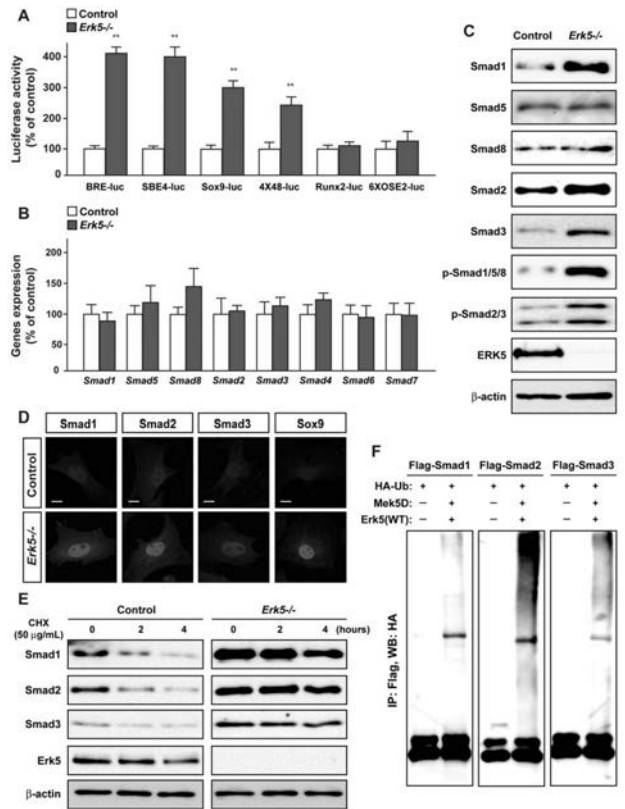 A
Control
Erk5-/-
Luciferase activity
(% of control)
400
300
200
100
0
** ** ** **
BRE-luc SBE4-luc Sox9-luc 4X48-luc Runx2-luc 6XOSE2-luc
B
Control
Erk5-/-
Genes expression
(% of control)
200
150
100
50
0
Smad1 Smad5 Smad8 Smad2 Smad3 Smad4 Smad6 Smad7
C
Control Erk5-/-
Smad1
Smad5
Smad8
Smad2
Smad3
p-Smad1/5/8
p-Smad2/3
ERK5
β-actin
D
Smad1 Smad2 Smad3 Sox9
Control
Erk5-/-
E
Control Erk5-/-
CHX
(50 µg/mL)
0 2 4 0 2 4 (hours)
Smad1
Smad2
Smad3
Erk5
β-actin
F
Flag-Smad1 Flag-Smad2 Flag-Smad3
HA-Ub: + + + + + +
Mek5D: – + – + – +
Erk5(WT): – + – + – +
IP: Flag, WB: HA